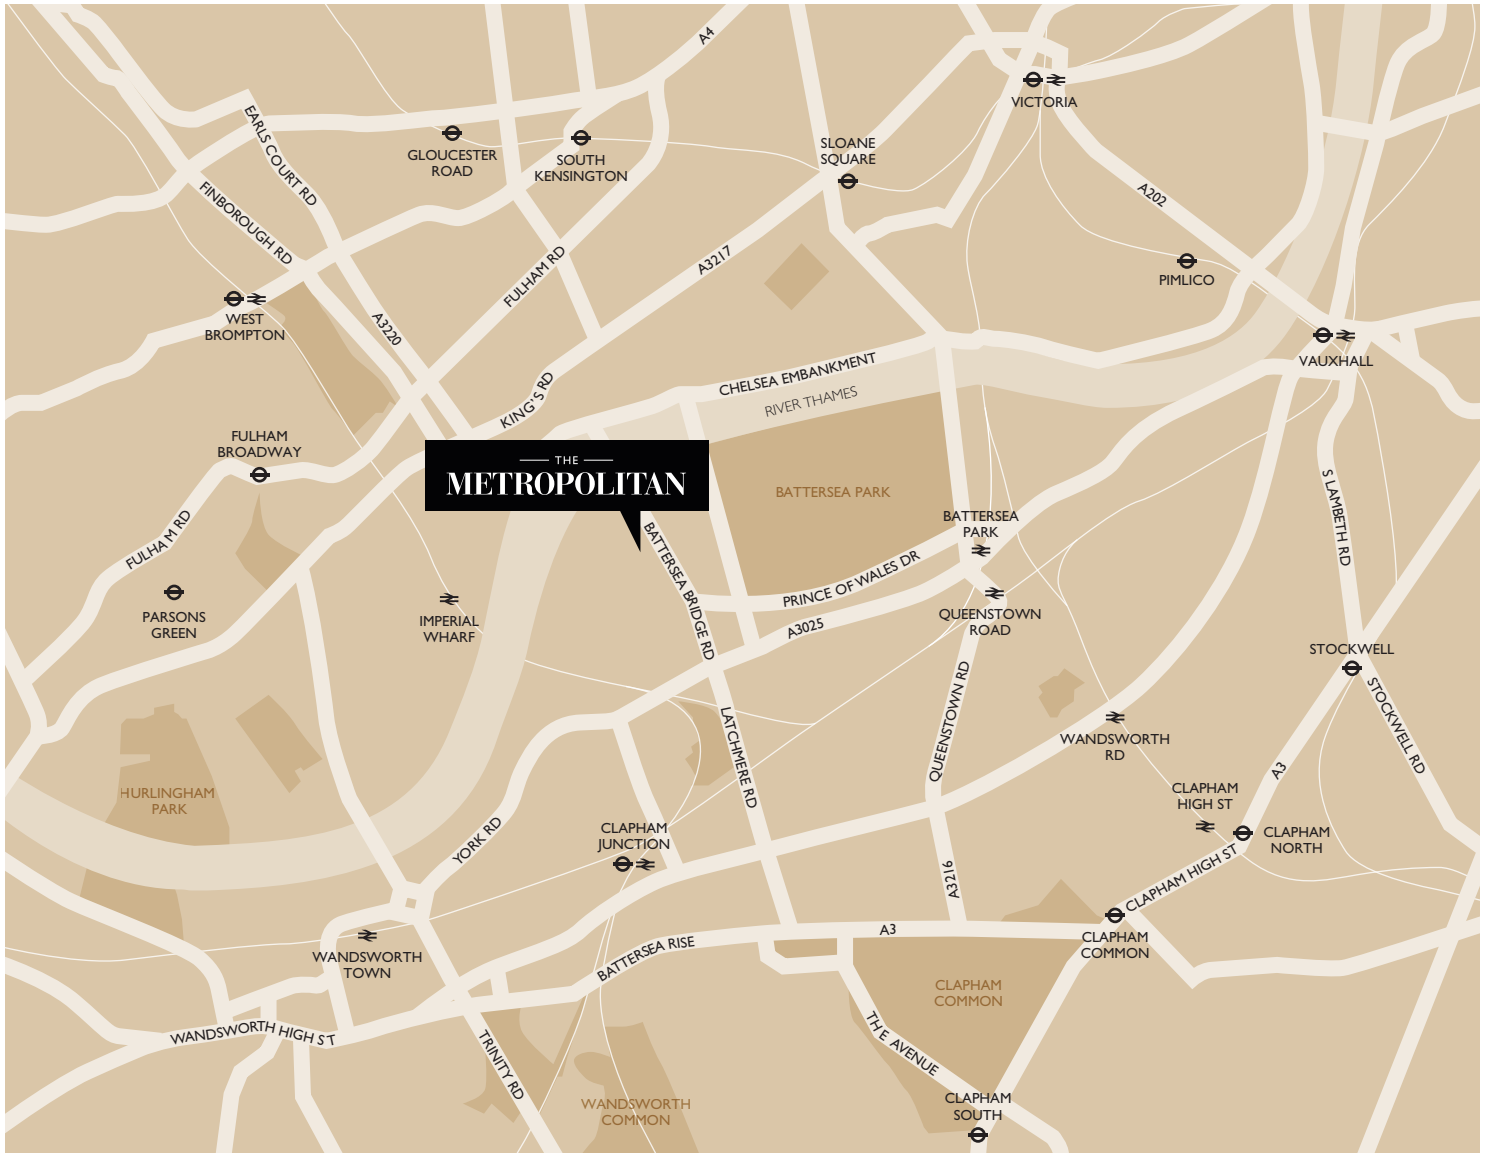 A4
VICTORIA
EARLS COURT RD
GLOUCESTER
ROAD
SOUTH
KENSINGTON
SLOANE
SQUARE
FINBOROUGH RD
A202
FULHAM RD
A3217
PIMLICO
WEST
BROMPTON
A3220
VAUXHALL
CHELSEA EMBANKMENT
RIVER THAMES
KING'S RD
FULHAM
BROADWAY
THE
METROPOLITAN
BATTERSEA PARK
S LAMBETH RD
FULHAM RD
BATTERSEA
PARK
BATTERSEA BRIDGE RD
PRINCE OF WALES DR
PARSONS
GREEN
IMPERIAL
WHARF
A3025
QUEENSTOWN
ROAD
STOCKWELL
STOCKWELL RD
QUEENSTOWN RD
LATCHMERE RD
WANDSWORTH
RD
A3
HURLINGHAM
PARK
CLAPHAM
HIGH ST
YORK RD
CLAPHAM
JUNCTION
CLAPHAM
NORTH
CLAPHAM HIGH ST
A3216
A3
BATTERSEA RISE
CLAPHAM
COMMON
WANDSWORTH
TOWN
CLAPHAM
COMMON
WANDSWORTH HIGH ST
TRINITY RD
THE AVENUE
WANDSWORTH
COMMON
CLAPHAM
SOUTH